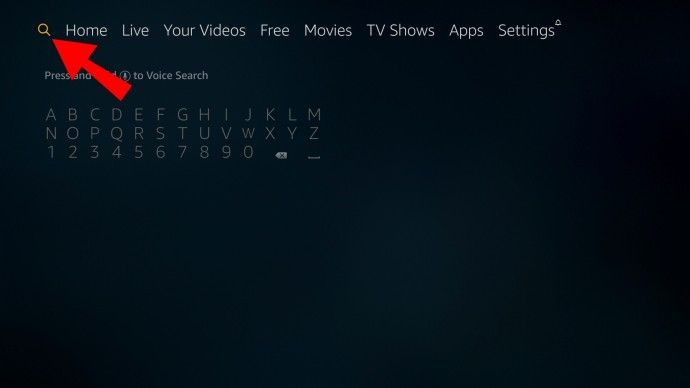 Home Live Your Videos Free Movies TV Shows Apps Settings
Press and to Voice Search
A B C D E F G H I J K L M
N O P Q R S T U V W X Y Z
1 2 3 4 5 6 7 8 9 0